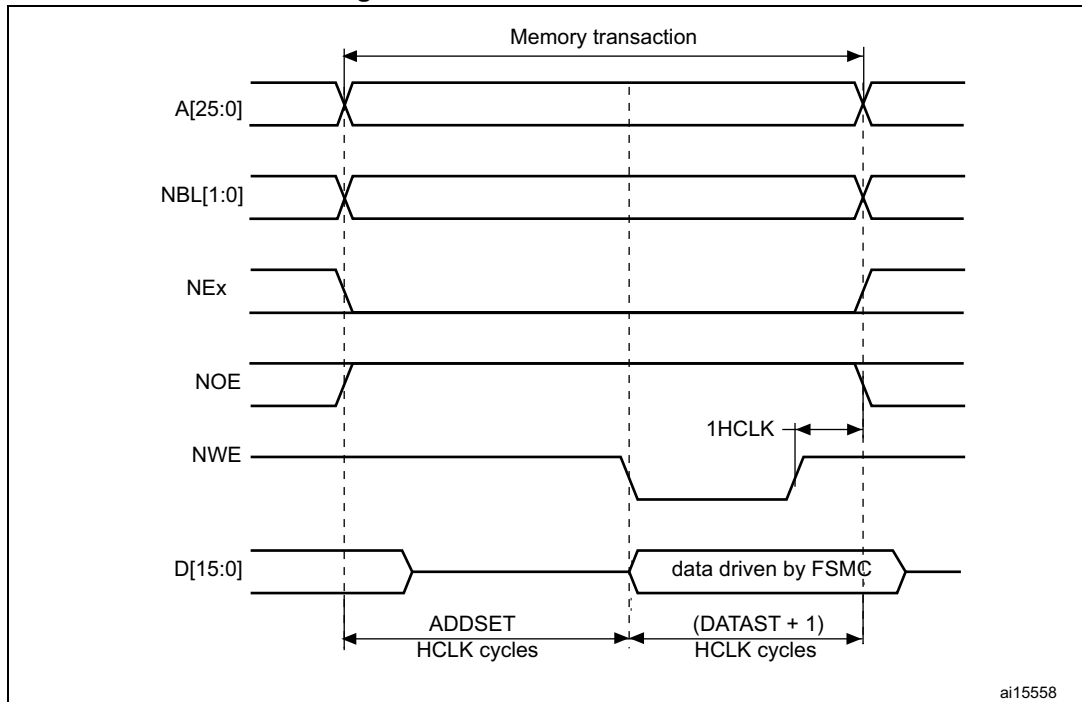 Memory transaction
A[25:0]
NBL[1:0]
NEx
NOE
1HCLK
NWE
D[15:0]
data driven by FSMC
ADDSET
HCLK cycles
(DATAST + 1)
HCLK cycles
ai15558